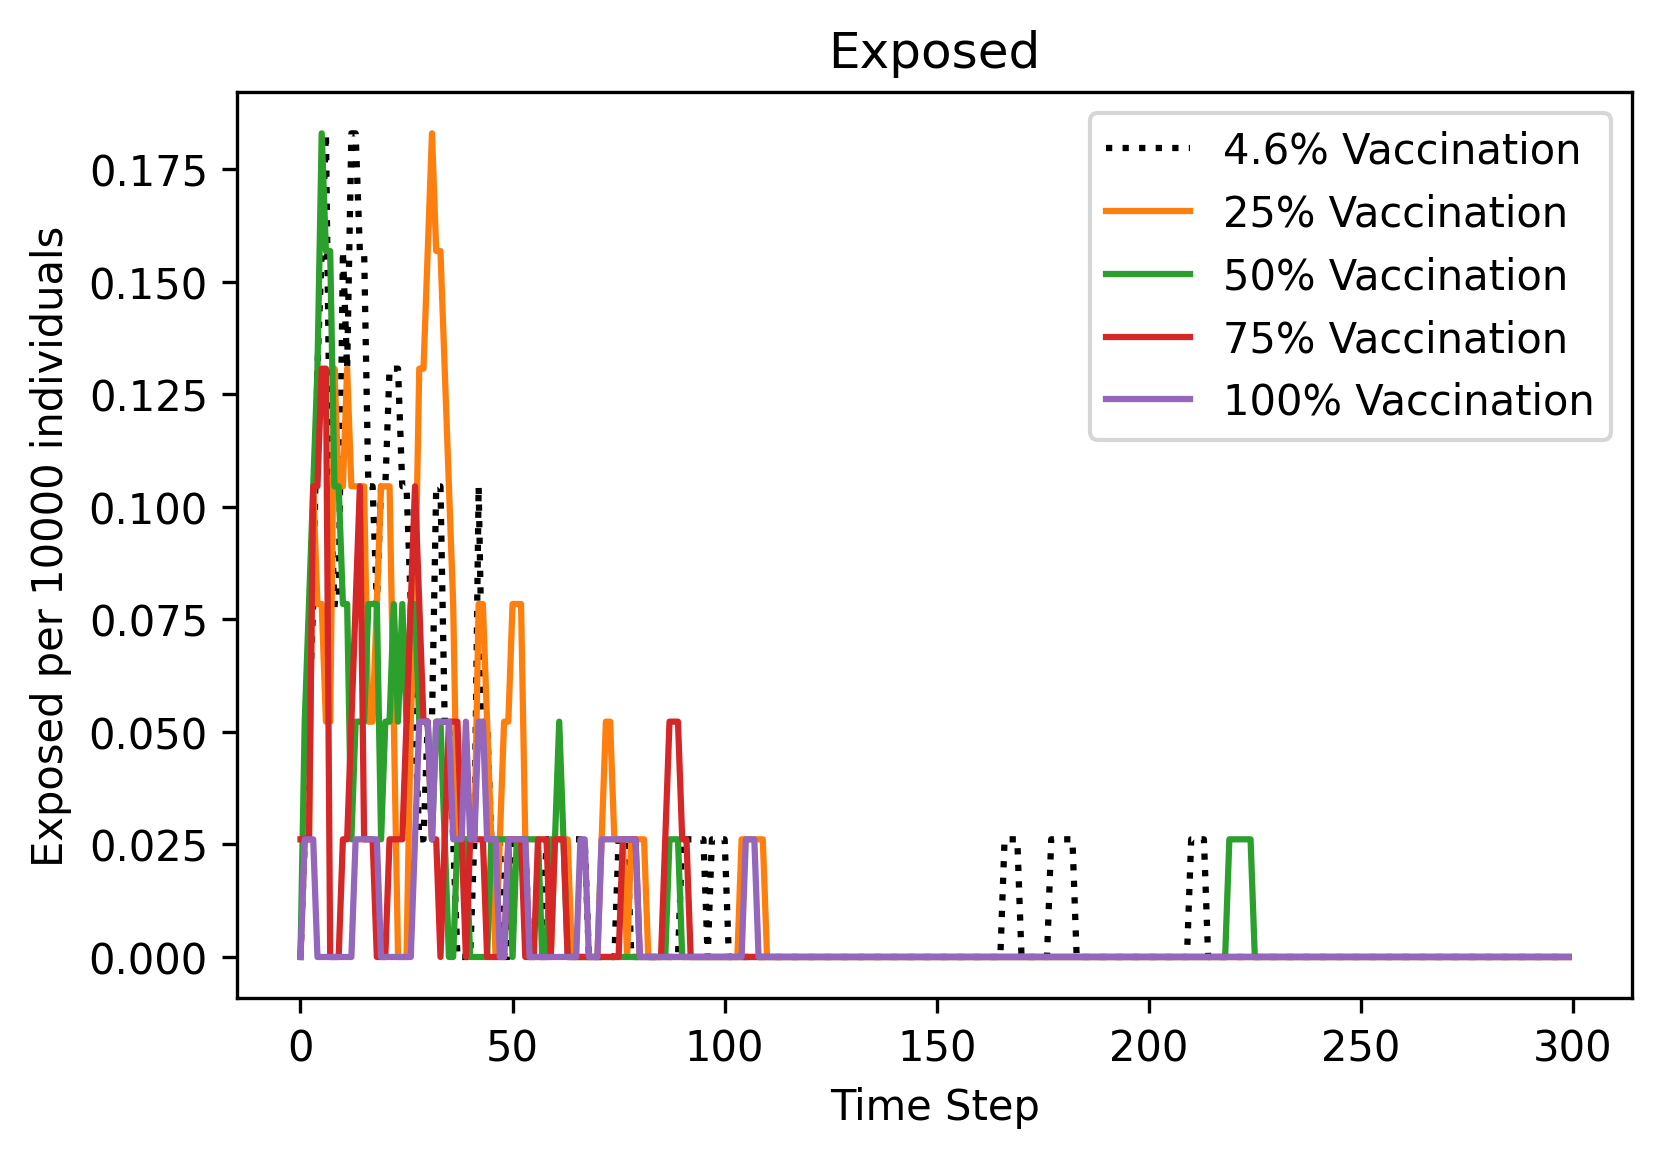 Exposed
Exposed per 10000 individuals
0.175
0.150
0.125
0.100
0.075
0.050
0.025
0.000
4.6% Vaccination
25% Vaccination
50% Vaccination
75% Vaccination
100% Vaccination
0 50 100 150 200 250 300
Time Step